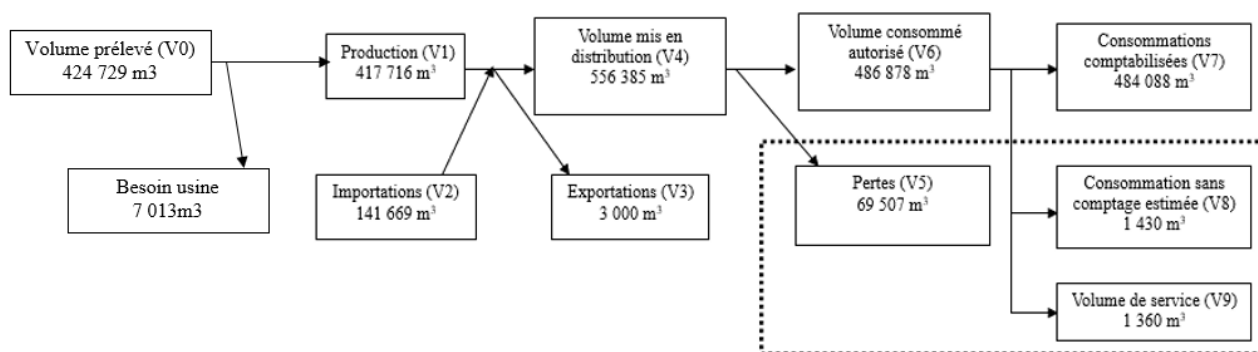 Volume prélevé (V0)
424 729 m3
Production (V1)
417 716 m³
Volume mis en
distribution (V4)
556 385 m³
Volume consommé
autorisé (V6)
486 878 m³
Consommations
comptabilisées (V7)
484 088 m³
Besoin usine
7 013m3
Importations (V2)
141 669 m³
Exportations (V3)
3 000 m³
Pertes (V5)
69 507 m³
Consommation sans
comptage estimée (V8)
1 430 m³
Volume de service (V9)
1 360 m³